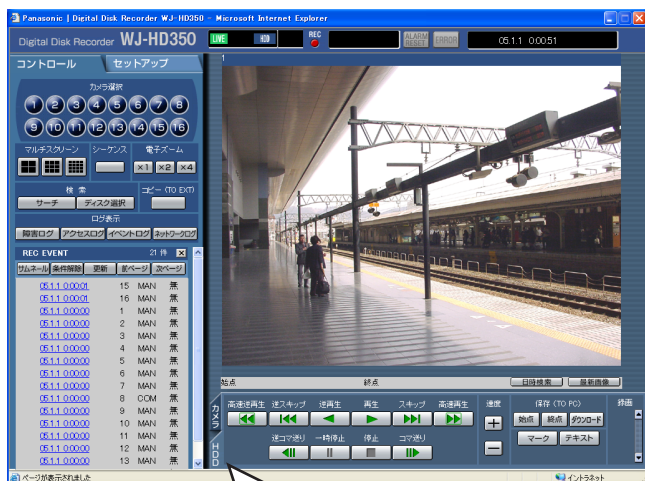 Panasonic | Digital Disk Recorder WJ-HD350 - Microsoft Internet Explorer
Digital Disk Recorder WJ-HD350
LIVE HDD REC ALARM RESET ERROR 05.1.1 0:00:51
コントロール セットアップ
1
カメラ選択
1 2 3 4 5 6 7 8
9 10 11 12 13 14 15 16
マルチスクリーン シーケンス 電子ズーム
×1 ×2 ×4
検 索 コピー (TO EXT)
サーチ ディスク選択
ログ表示
障害ログ アクセスログ イベントログ ネットワークログ
REC EVENT 21 件
サムネール 条件解除 更新 前ページ 次ページ
05.1.1 0:00:01 15 MAN 無
05.1.1 0:00:01 16 MAN 無
05.1.1 0:00:00 1 MAN 無
05.1.1 0:00:00 2 MAN 無
05.1.1 0:00:00 3 MAN 無
05.1.1 0:00:00 4 MAN 無
05.1.1 0:00:00 5 MAN 無
05.1.1 0:00:00 6 MAN 無
05.1.1 0:00:00 7 MAN 無
05.1.1 0:00:00 8 COM 無
05.1.1 0:00:00 9 MAN 無
05.1.1 0:00:00 10 MAN 無
05.1.1 0:00:00 11 MAN 無
05.1.1 0:00:00 12 MAN 無
05.1.1 0:00:00 13 MAN 無
始点 終点 日時検索 最新画像
カメラ
HDD
高速逆再生 逆スキップ 逆再生 再生 スキップ 高速再生 速度 保存 (TO PC) 録画
始点 終点 ダウンロード
逆コマ送り 一時停止 停止 コマ送り
マーク テキスト
ページが表示されました イントラネット